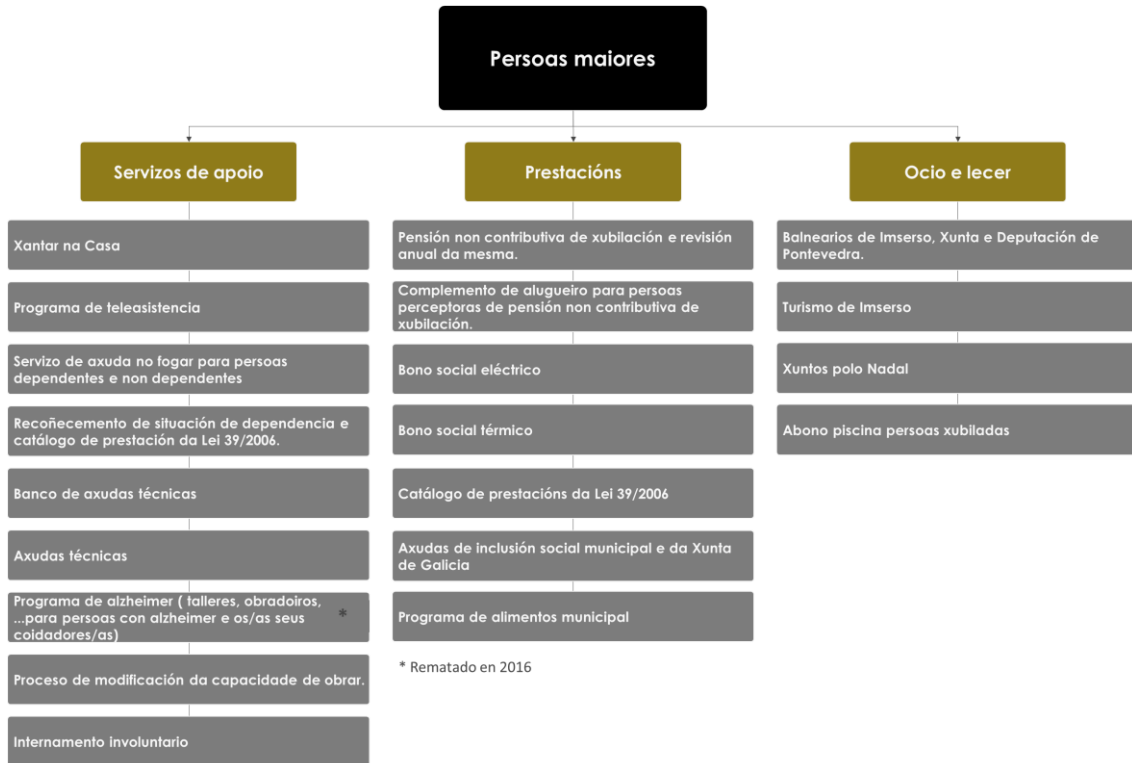 Persoas maiores
Servizos de apoio
Xantar na Casa
Programa de teleasistencia
Servizo de axuda no fogar para persoas
dependentes e non dependentes
Recoñecemento de situación de dependencia e
catálogo de prestación da Lei 39/2006.
Banco de axudas técnicas
Axudas técnicas
Programa de alzheimer ( talleres, obradoiros,
...para persoas con alzheimer e os/as seus *
coidadores/as)
Proceso de modificación da capacidade de obrar.
Internamento involuntario
Prestacións
Pensión non contributiva de xubilación e revisión
anual da mesma.
Complemento de alugueiro para persoas
perceptoras de pensión non contributiva de
xubilación.
Bono social eléctrico
Bono social térmico
Catálogo de prestacións da Lei 39/2006
Axudas de inclusión social municipal e da Xunta
de Galicia
Programa de alimentos municipal
* Rematado en 2016
Ocio e lecer
Balnearios de Imserso, Xunta e Deputación de
Pontevedra.
Turismo de Imserso
Xuntos polo Nadal
Abono piscina persoas xubiladas